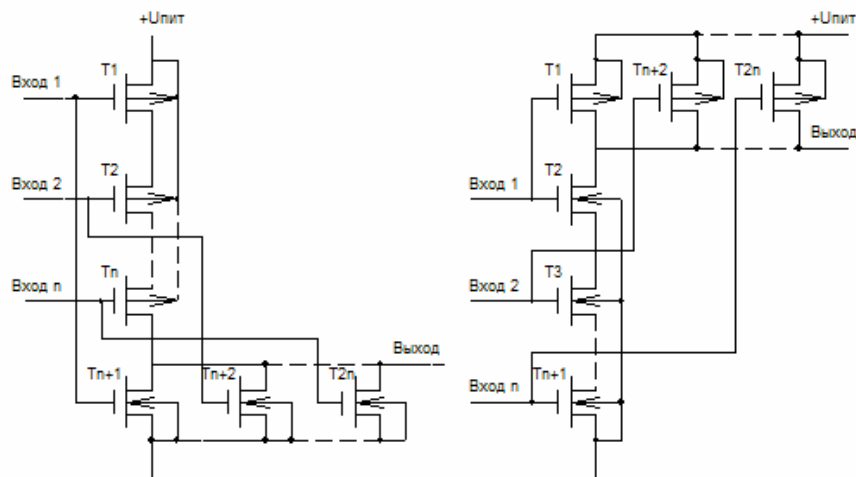 +Uпит
T1
Вход 1
T2
Вход 2
Tn
Вход n
Выход
Tn+1
Tn+2
T2n
+Uпит
T1
Tn+2
T2n
Выход
T2
Вход 1
T3
Вход 2
Tn+1
Вход n